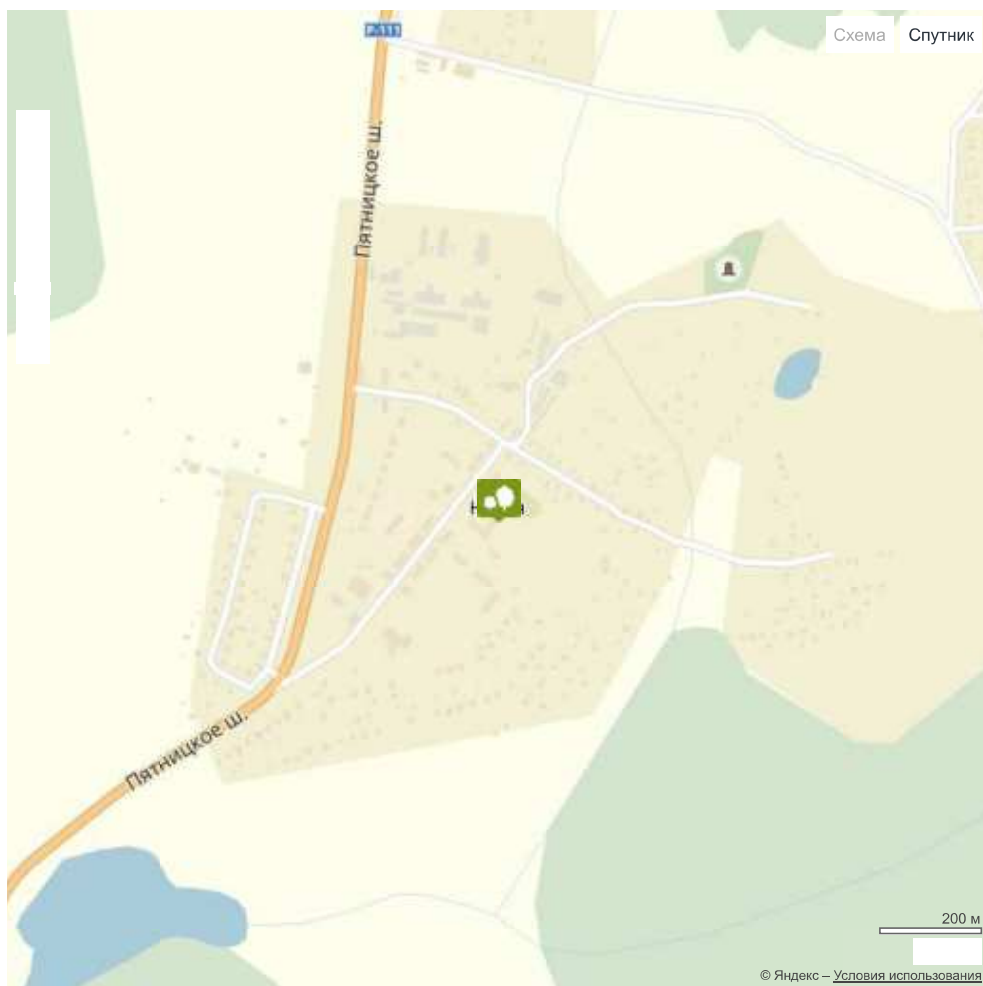 Р-111
Схема
Спутник
Пятницкое ш.
Пятницкое ш.
200 м
© Яндекс – Условия использования